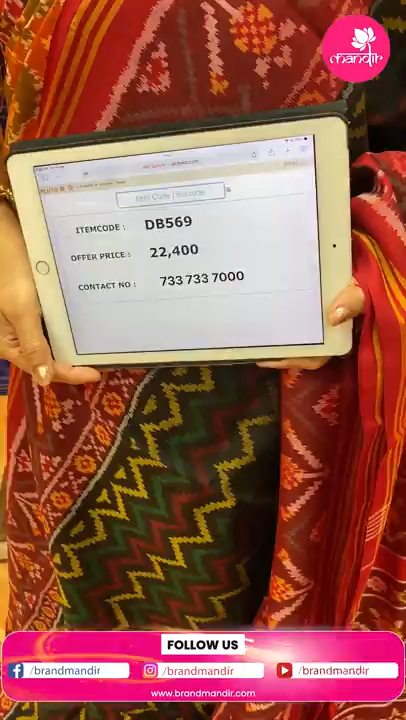 mandir
Item Code / Barcode
ITEMCODE : DB569
OFFER PRICE : 22,400
CONTACT NO : 733 733 7000
FOLLOW US
/brandmandir /brandmandir /brandmandir
www.brandmandir.com